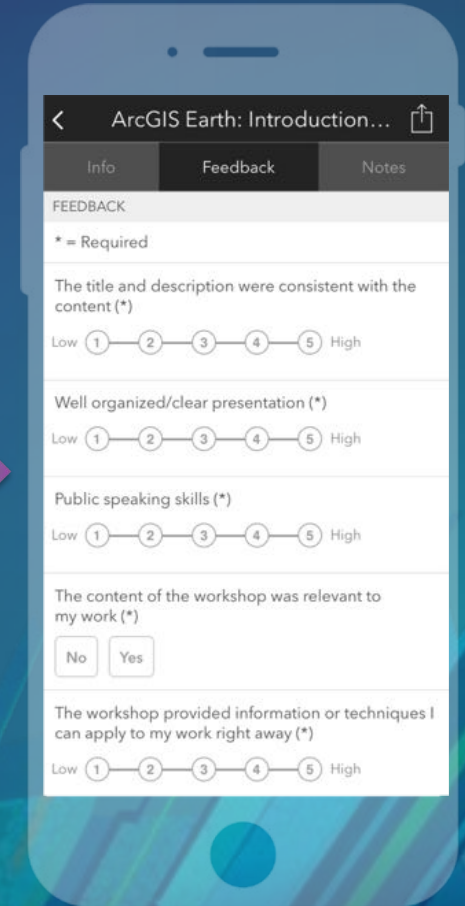 ArcGIS Earth: Introduction...
Info Feedback Notes
FEEDBACK
* = Required
The title and description were consistent with the
content (*)
Low 1 2 3 4 5 High
Well organized/clear presentation (*)
Low 1 2 3 4 5 High
Public speaking skills (*)
Low 1 2 3 4 5 High
The content of the workshop was relevant to
my work (*)
No Yes
The workshop provided information or techniques I
can apply to my work right away (*)
Low 1 2 3 4 5 High